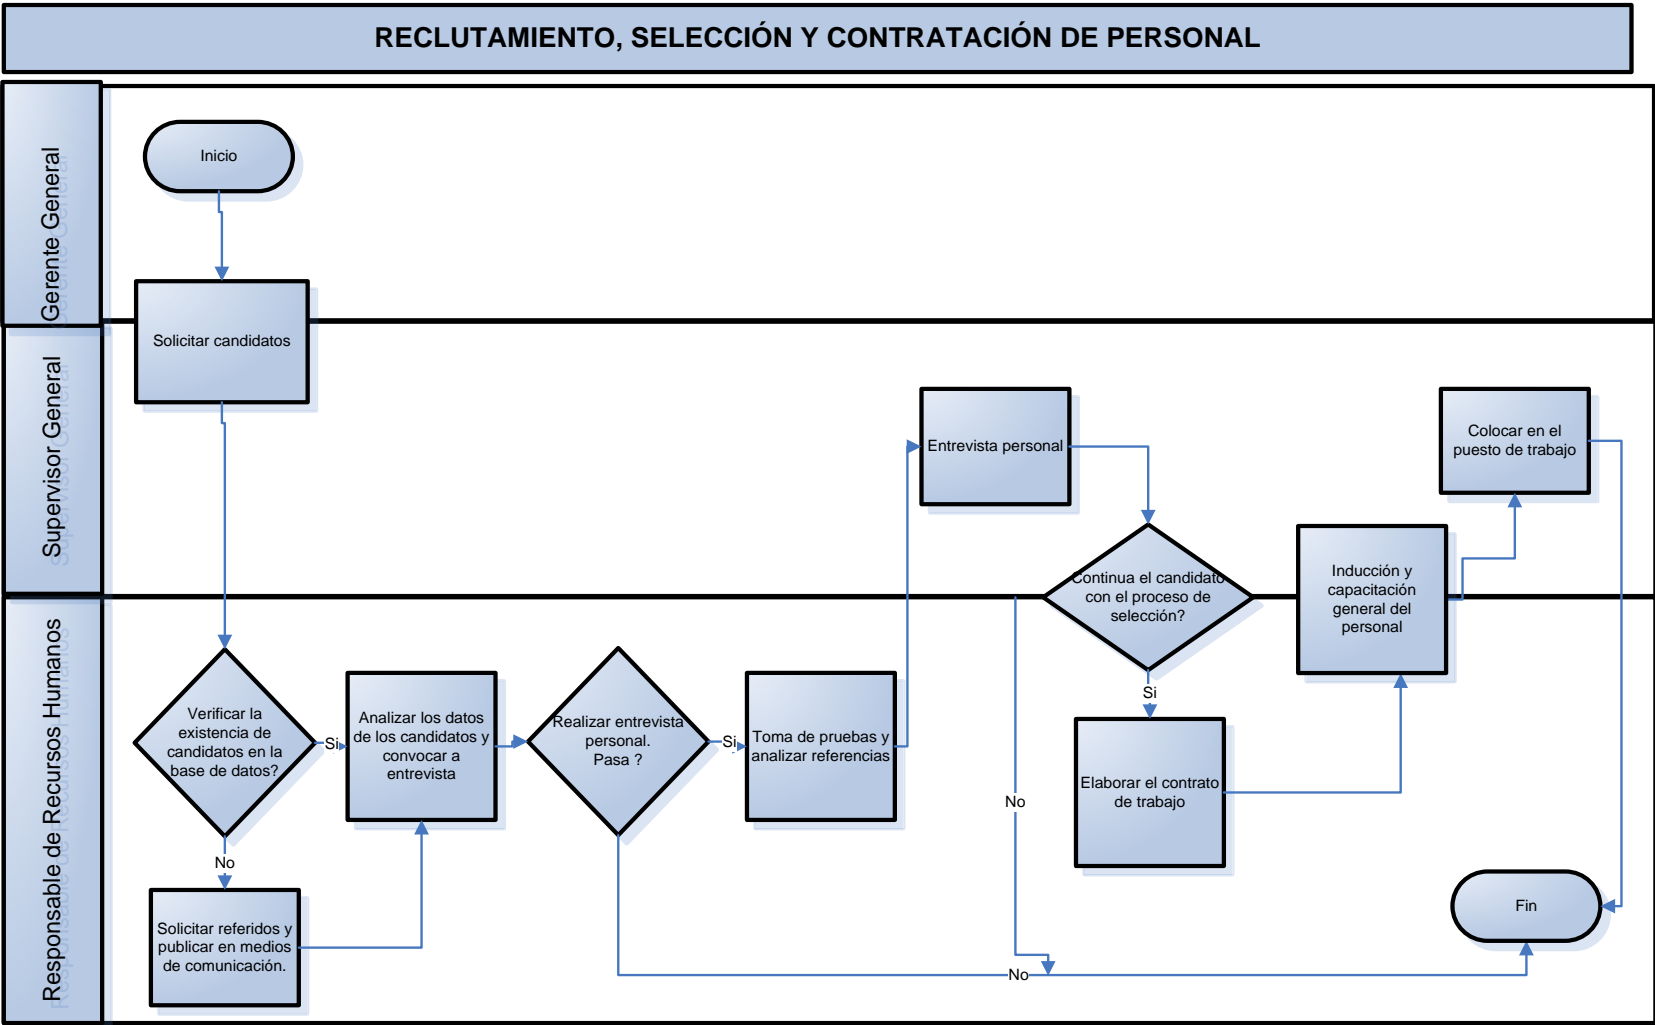 RECLUTAMIENTO, SELECCIÓN Y CONTRATACIÓN DE PERSONAL
Gerente General
Inicio
Solicitar candidatos
Supervisor General
Entrevista personal
Colocar en el
puesto de trabajo
Continua el candidato
con el proceso de
selección?
Inducción y
capacitación
general del
personal
Responsable de Recursos Humanos
Verificar la
existencia de
candidatos en la
base de datos?
Si
Analizar los datos
de los candidatos y
convocar a
entrevista
Realizar entrevista
personal.
Pasa ?
Si
Toma de pruebas y
analizar referencias
Si
Elaborar el contrato
de trabajo
No
No
Solicitar referidos y
publicar en medios
de comunicación.
No
Fin